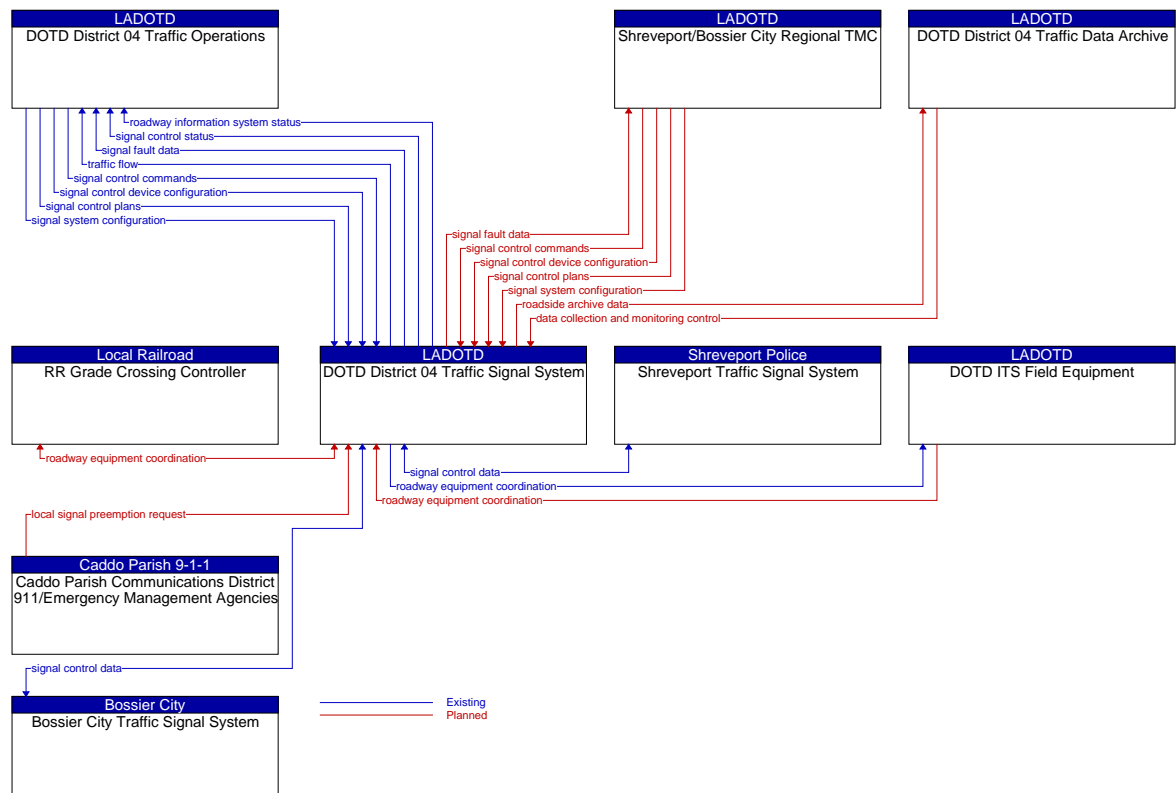 LADOTD
DOTD District 04 Traffic Operations
LADOTD
Shreveport/Bossier City Regional TMC
LADOTD
DOTD District 04 Traffic Data Archive
roadway information system status
signal control status
signal fault data
traffic flow
signal control commands
signal control device configuration
signal control plans
signal system configuration
signal fault data
signal control commands
signal control device configuration
signal control plans
signal system configuration
roadside archive data
data collection and monitoring control
Local Railroad
RR Grade Crossing Controller
LADOTD
DOTD District 04 Traffic Signal System
Shreveport Police
Shreveport Traffic Signal System
LADOTD
DOTD ITS Field Equipment
roadway equipment coordination
signal control data
roadway equipment coordination
roadway equipment coordination
local signal preemption request
Caddo Parish 9-1-1
Caddo Parish Communications District
911/Emergency Management Agencies
signal control data
Bossier City
Bossier City Traffic Signal System
Existing
Planned